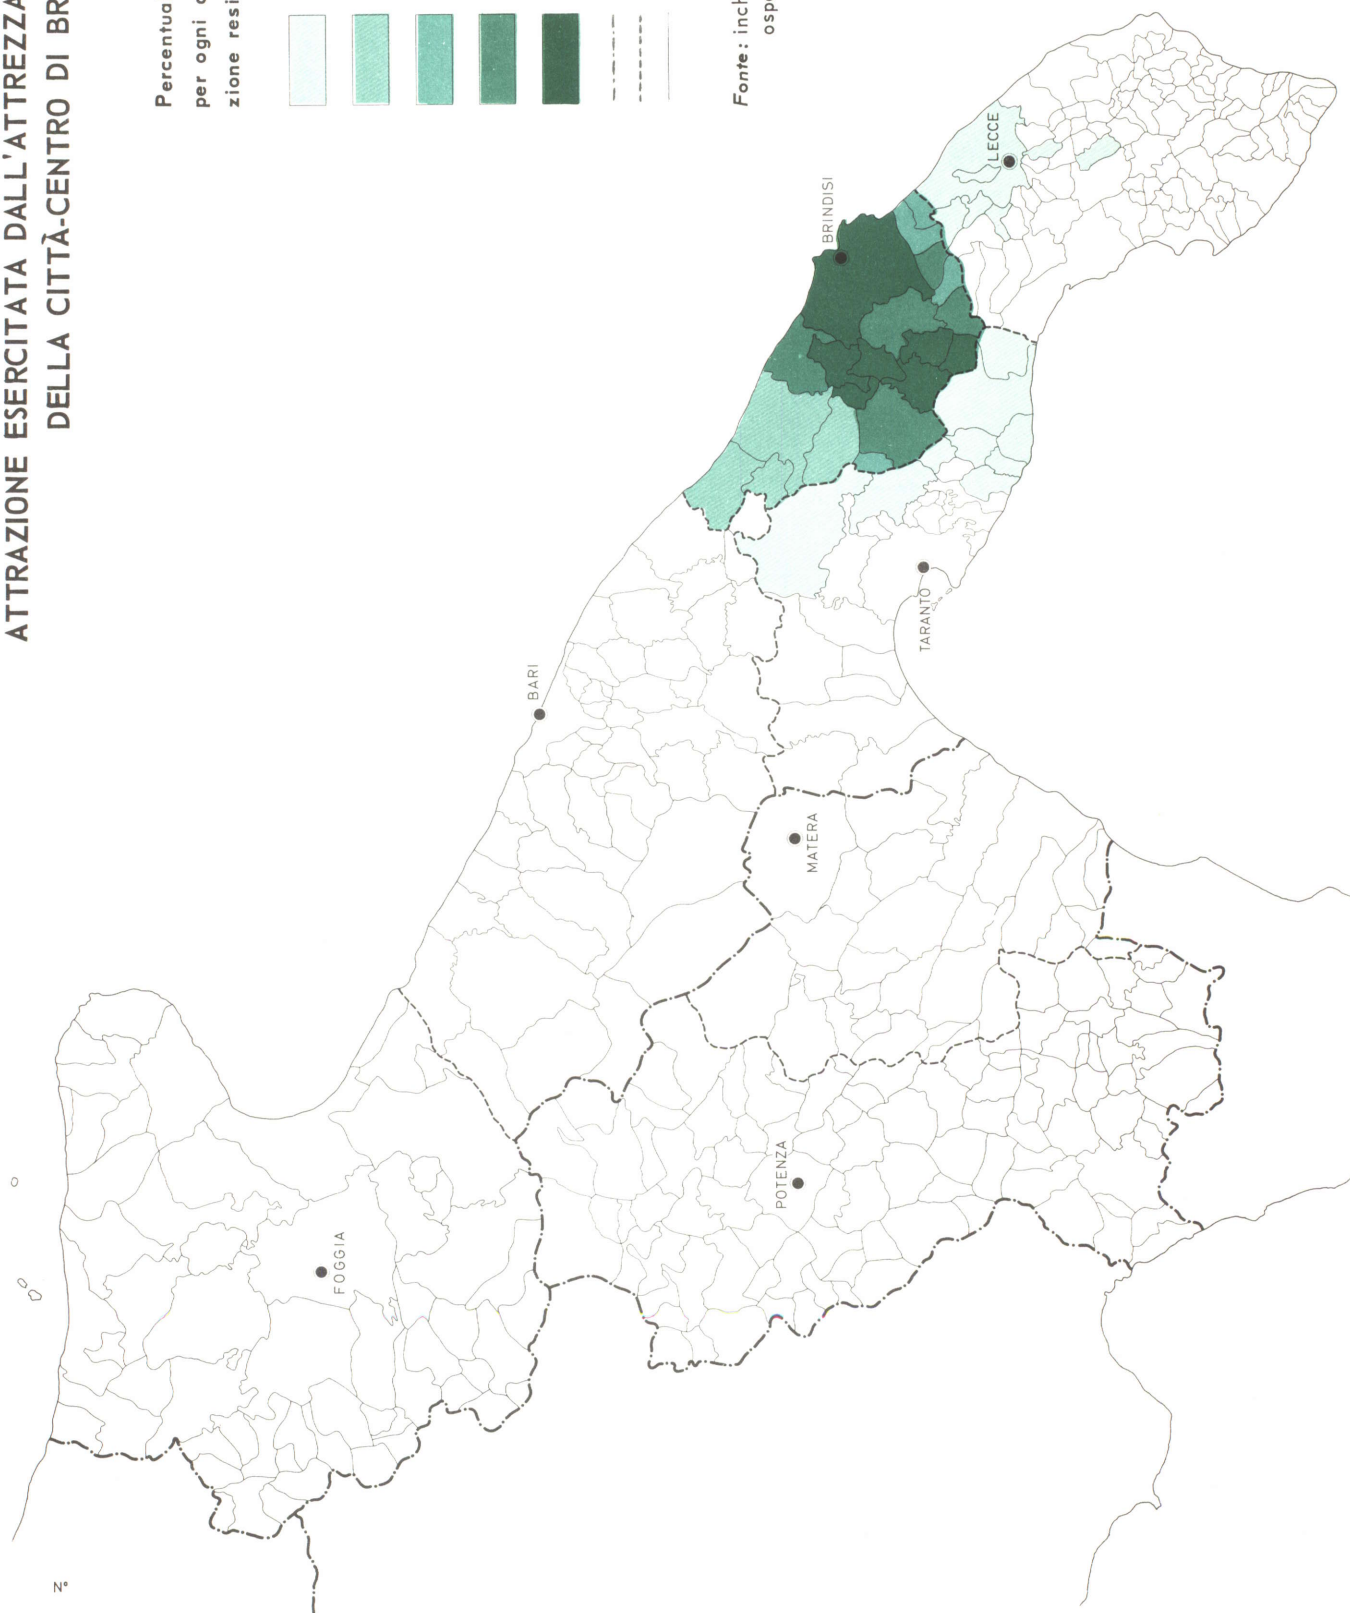 ATTRAZIONE ESERCITATA DALL'ATTREZZA
DELLA CITTÀ-CENTRO DI BR
Percentua
per ogni
zione resi
Fonte: inch
osp
BRINDISI
LECCE
BARI
TARANTO
MATERA
POTENZA
FOGGIA
N°